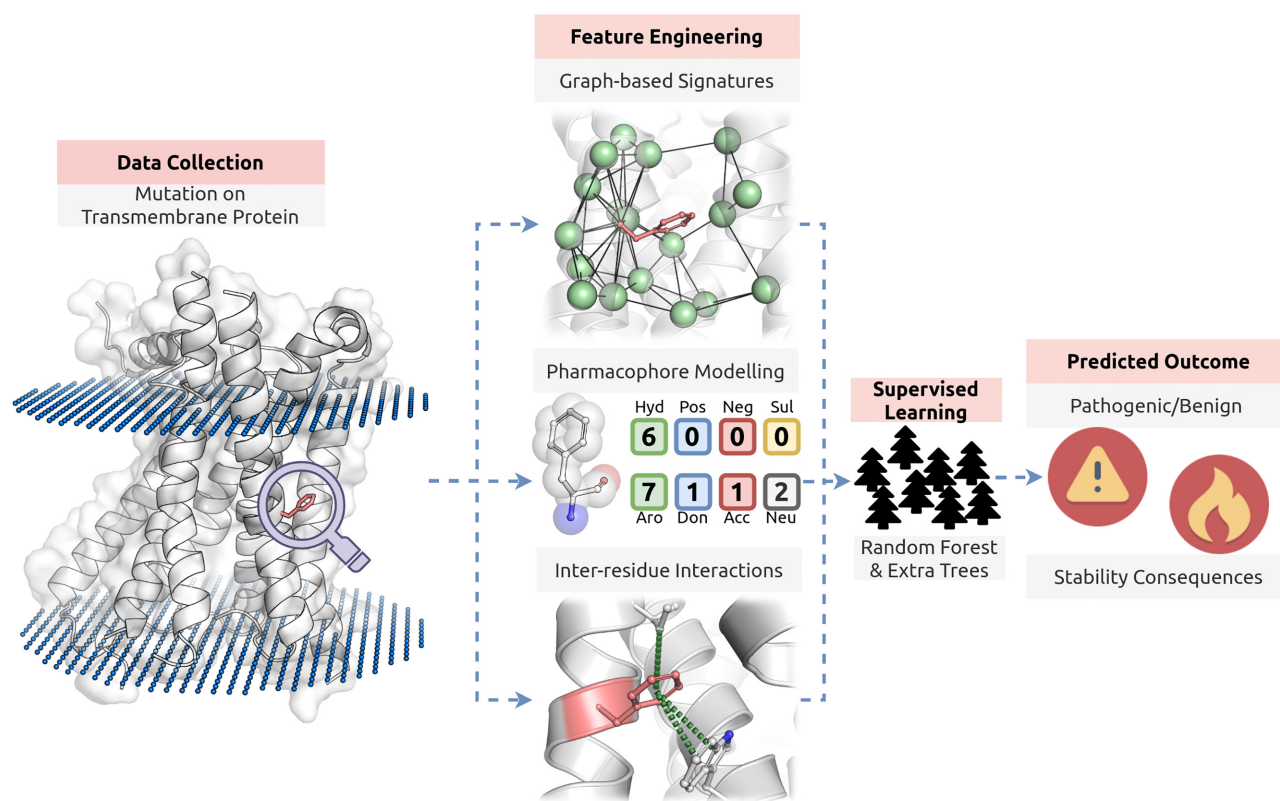 Data Collection
Mutation on
Transmembrane Protein
Feature Engineering
Graph-based Signatures
Pharmacophore Modelling
Hyd Pos Neg Sul
6 0 0 0
7 1 1 2
Aro Don Acc Neu
Inter-residue Interactions
Supervised
Learning
Random Forest
& Extra Trees
Predicted Outcome
Pathogenic/Benign
!
Stability Consequences